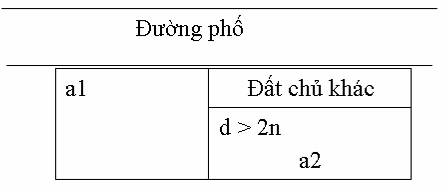 Đường phố
a1
Đất chủ khác
d > 2n
a2